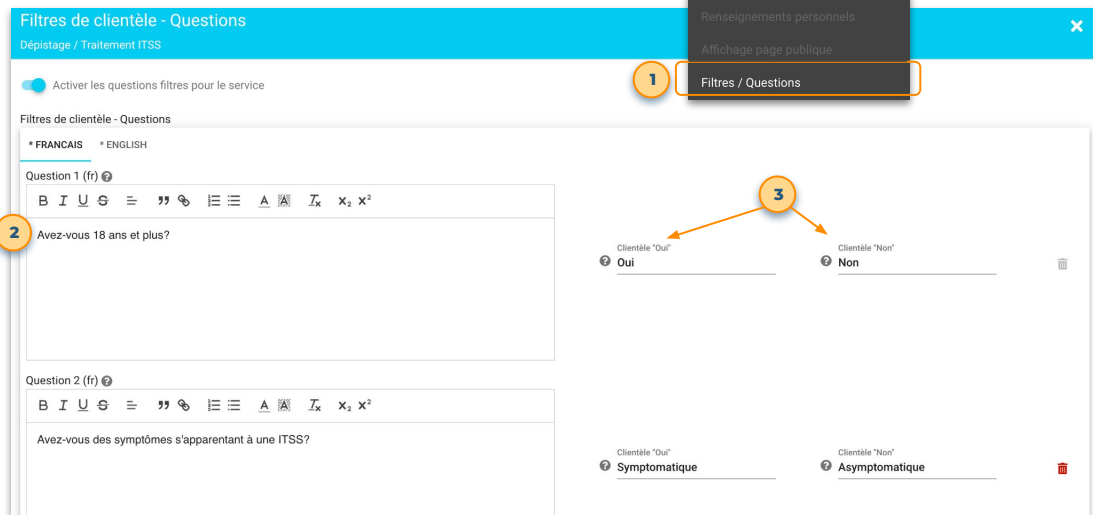 Filtres de clientèle - Questions
Dépistage / Traitement ITSS
Renseignements personnels
Affichage page publique
1
Filtres / Questions
Activer les questions filtres pour le service
Filtres de clientèle - Questions
* FRANCAIS * ENGLISH
Question 1 (fr)
2
Avez-vous 18 ans et plus?
3
Clientèle "Oui" Clientèle "Non"
Oui Non
Question 2 (fr)
Avez-vous des symptômes s'apparentant à une ITSS?
Clientèle "Oui" Clientèle "Non"
Symptomatique Asymptomatique